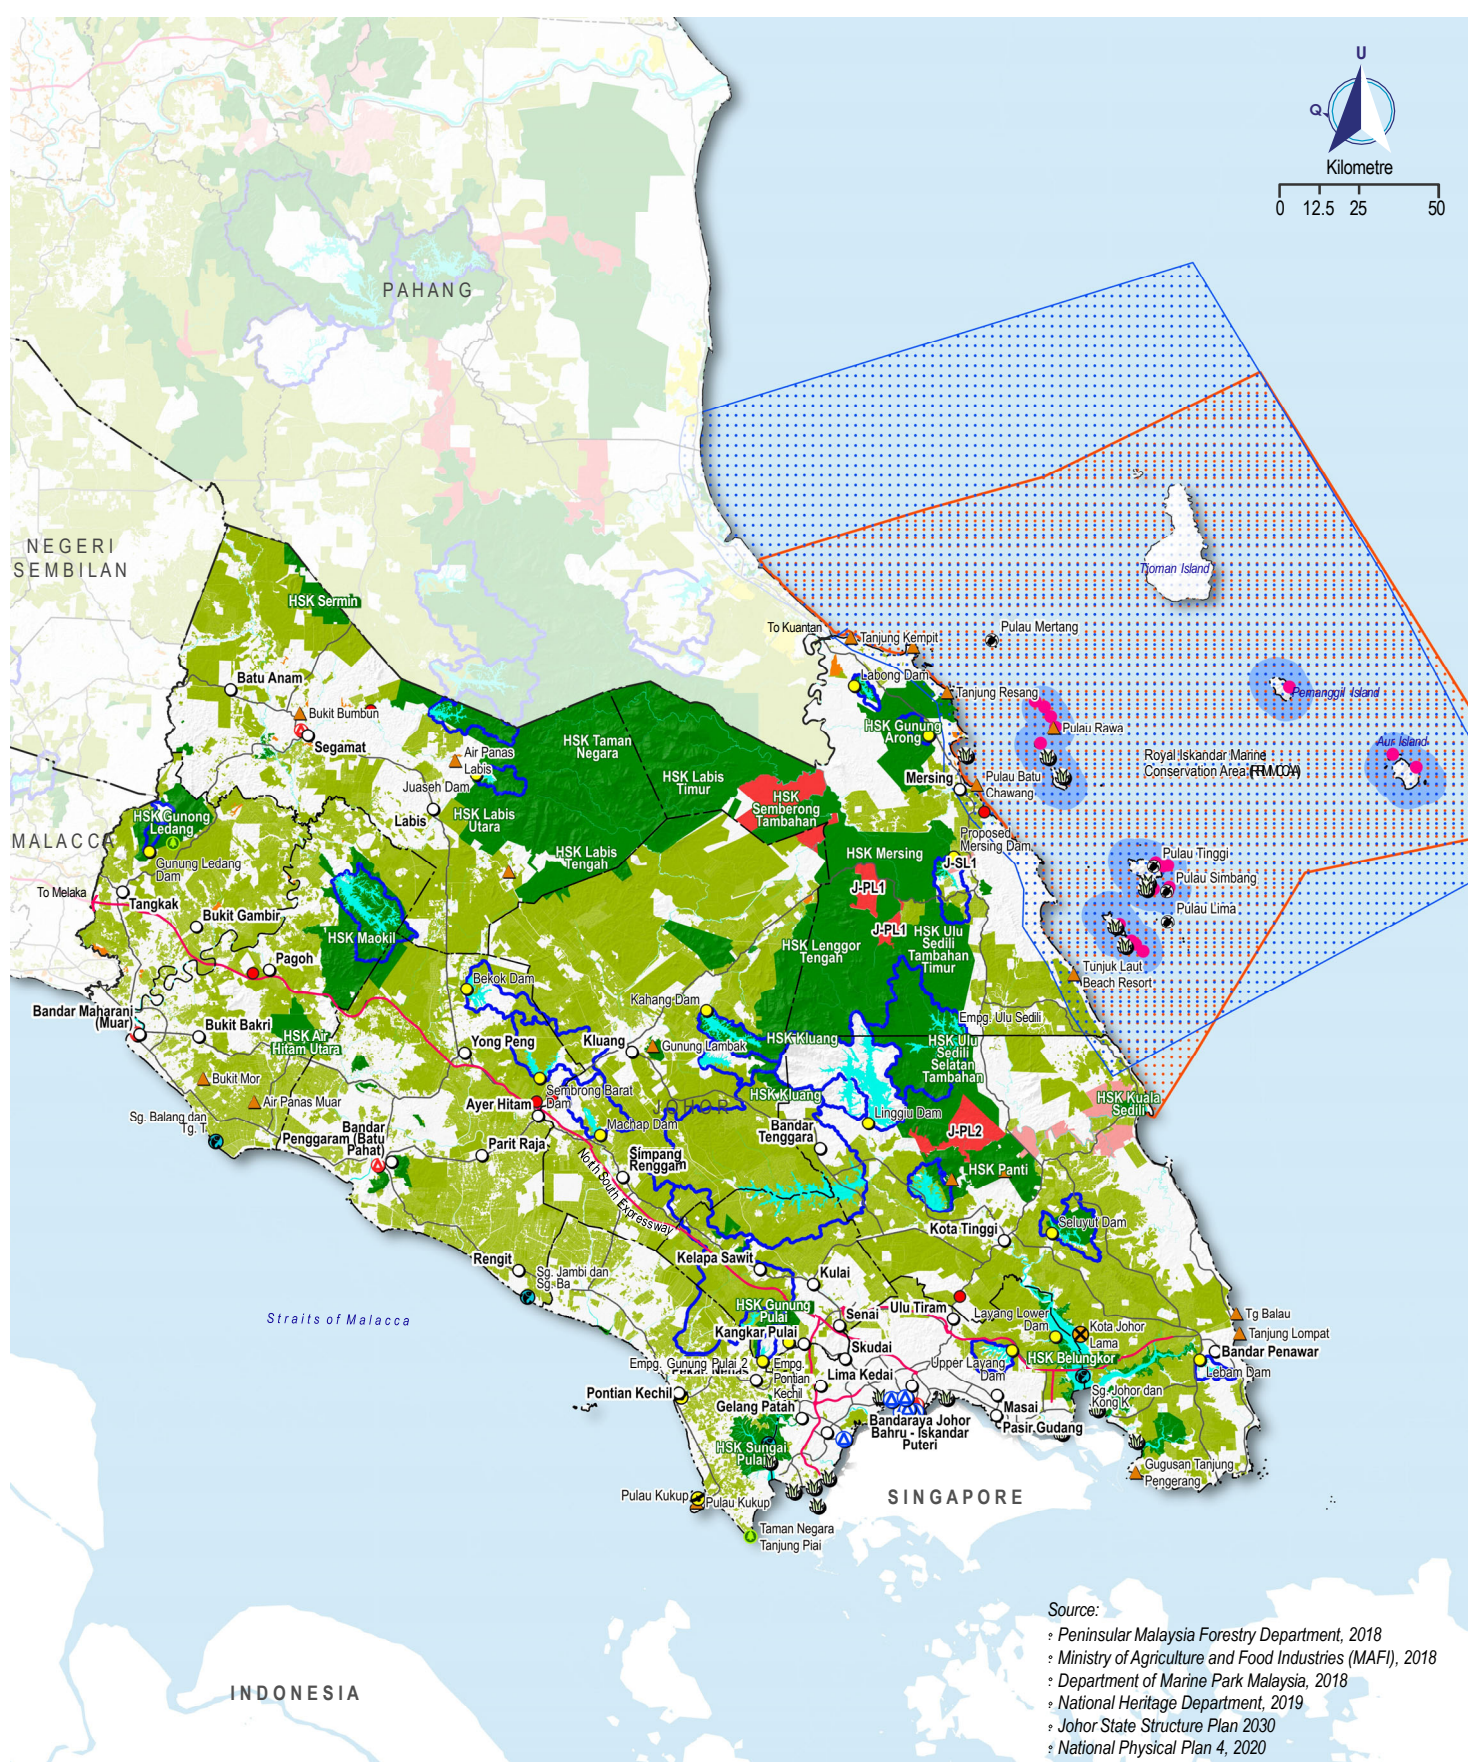 U
Q
Kilometre
0 12.5 25 50
PAHANG
NEGERI
SEMBILAN
Tioman Island
HSK Sermin
To Kuantan
Tanjung Kempit
Pulau Mertang
Batu Anam
Labong Dam
Tanjung Resang
Pemanggil Island
Bukit Bumbun
Segamat
HSK Gunung
Arong
Pulau Rawa
Air Panas
Labis
HSK Taman
Negara
Aur Island
Royal Iskandar Marine
Conservation Area
Juaseh Dam
HSK Labis
Timur
Mersing
Pulau Batu
Chawang
HSK
Semberong
Tambahan
Labis
HSK Labis
Utara
HSK Gunong
Ledang
MALACCA
HSK Labis
Tengah
HSK Mersing
Proposed
Mersing Dam
J-SL1
Pulau Tinggi
Gunung Ledang
Dam
J-PL1
Pulau Simbang
To Melaka
Tangkak
Bukit Gambir
J-PL1
Pulau Lima
HSK Maokil
HSK Lenggor
Tengah
HSK Ulu
Sedili
Tambahan
Timur
Pagoh
Bekok Dam
Tunjuk Laut
Beach Resort
Kahang Dam
Bandar Maharani
(Muar)
Bukit Bakri
HSK Air
Hitam Utara
Empg. Ulu Sedili
Yong Peng
Kluang
Gunung Lambak
HSK Kluang
HSK Ulu
Sedili
Selatan
Tambahan
Bukit Mor
Sembrong Barat
Dam
HSK Kluang
HSK Kuala
Sedili
Air Panas Muar
Ayer Hitam
JOHOR
Sg. Balang dan
Tg. T
Machap Dam
Linggiu Dam
Bandar
Penggaram (Batu
Pahat)
Bandar
Tenggara
J-PL2
Parit Raja
Simpang
Renggam
HSK Panti
North South Expressway
Kota Tinggi
Seluyut Dam
Rengit
Sg. Jambi dan
Sg. Ba
Kelapa Sawit
Kulai
Straits of Malacca
HSK Gunung
Pulai
Senai
Ulu Tiram
Layang Lower
Dam
Kota Johor
Lama
Tg Balau
Tanjung Lompat
Kangkar Pulai
Skudai
Bandar Penawar
Empg. Gunung Pulai 2
Upper Layang
Dam
HSK Belungkor
Lebam Dam
Empg.
Pontian
Kechil
Lima Kedai
Pontian Kechil
Sg. Johor dan
Kong K
Gelang Patah
Masai
Bandaraya Johor
Bahru - Iskandar
Puteri
Pasir Gudang
HSK Sungai
Pulai
Gugusan Tanjung
Pengerang
Pulau Kukup
Pulau Kukup
SINGAPORE
Taman Negara
Tanjung Piai
INDONESIA
Source:
Peninsular Malaysia Forestry Department, 2018
Ministry of Agriculture and Food Industries (MAFI), 2018
Department of Marine Park Malaysia, 2018
National Heritage Department, 2019
Johor State Structure Plan 2030
National Physical Plan 4, 2020